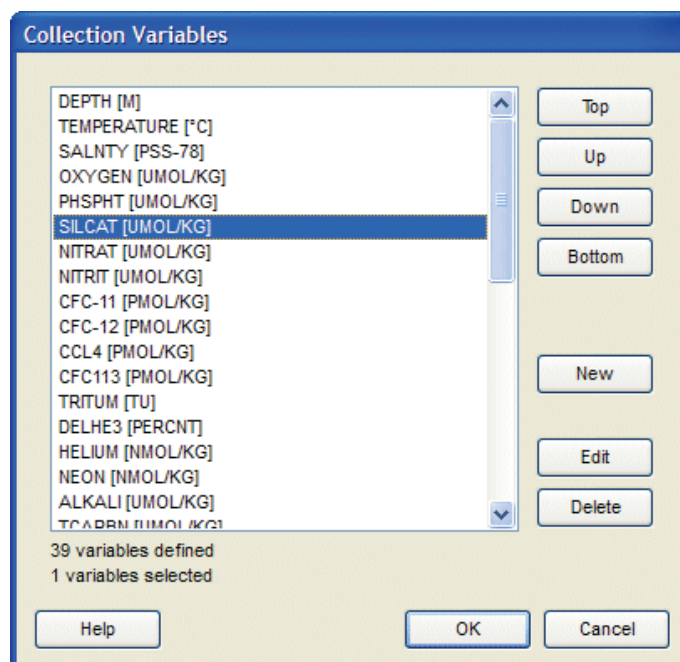 Collection Variables
DEPTH [M]
TEMPERATURE [°C]
SALNTY [PSS-78]
OXYGEN [UMOL/KG]
PHSPHT [UMOL/KG]
SILCAT [UMOL/KG]
NITRAT [UMOL/KG]
NITRIT [UMOL/KG]
CFC-11 [PMOL/KG]
CFC-12 [PMOL/KG]
CCL4 [PMOL/KG]
CFC113 [PMOL/KG]
TRITUM [TU]
DELHE3 [PERCNT]
HELIUM [NMOL/KG]
NEON [NMOL/KG]
ALKALI [UMOL/KG]
TCARBN [UMOL/KG]
39 variables defined
1 variables selected
Top
Up
Down
Bottom
New
Edit
Delete
Help
OK
Cancel